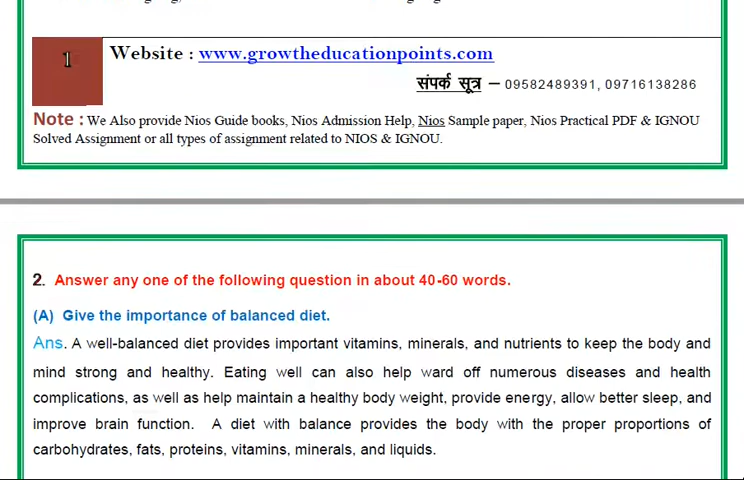 1
Website : www.growtheducationpoints.com
संपर्क सूत्र – 09582489391, 09716138286
Note : We Also provide Nios Guide books, Nios Admission Help, Nios Sample paper, Nios Practical PDF & IGNOU
Solved Assignment or all types of assignment related to NIOS & IGNOU.
2. Answer any one of the following question in about 40-60 words.
(A) Give the importance of balanced diet.
Ans. A well-balanced diet provides important vitamins, minerals, and nutrients to keep the body and
mind strong and healthy. Eating well can also help ward off numerous diseases and health
complications, as well as help maintain a healthy body weight, provide energy, allow better sleep, and
improve brain function. A diet with balance provides the body with the proper proportions of
carbohydrates, fats, proteins, vitamins, minerals, and liquids.